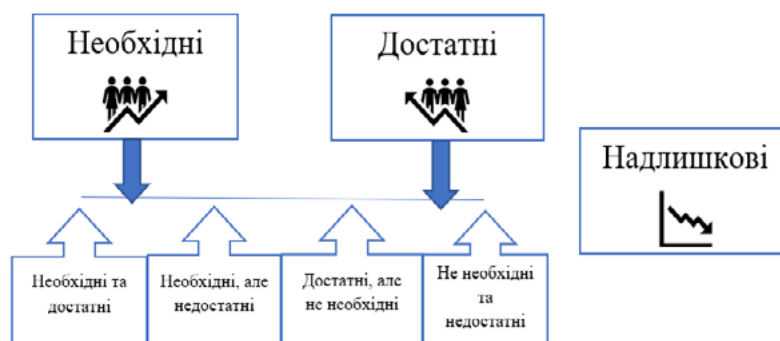 Необхідні
Достатні
Надлишкові
Необхідні та
достатні
Необхідні, але
недостатні
Достатні, але
не необхідні
Не необхідні
та
недостатні